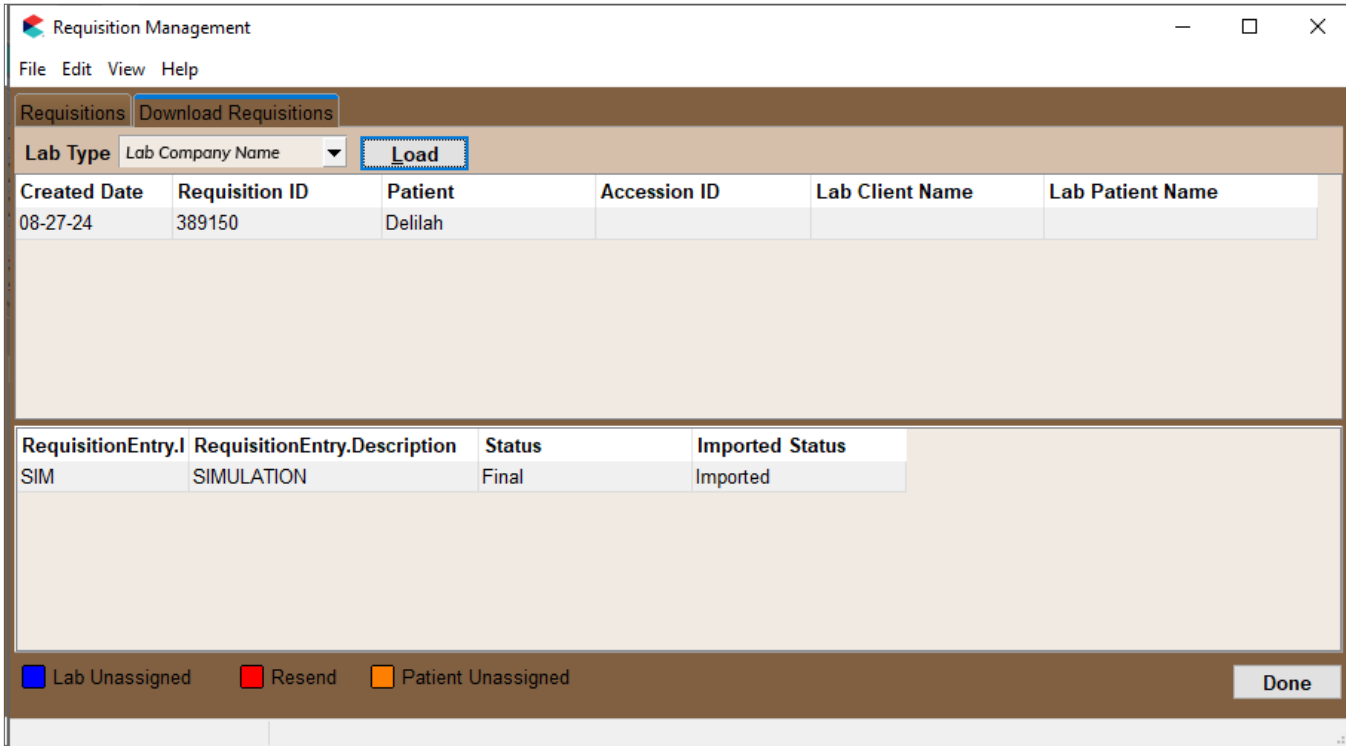 Requisition Management
File Edit View Help
Requisitions Download Requisitions
Lab Type Lab Company Name Load
Created Date Requisition ID Patient Accession ID Lab Client Name Lab Patient Name
08-27-24 389150 Delilah
RequisitionEntry.I RequisitionEntry.Description Status Imported Status
SIM SIMULATION Final Imported
Lab Unassigned Resend Patient Unassigned Done